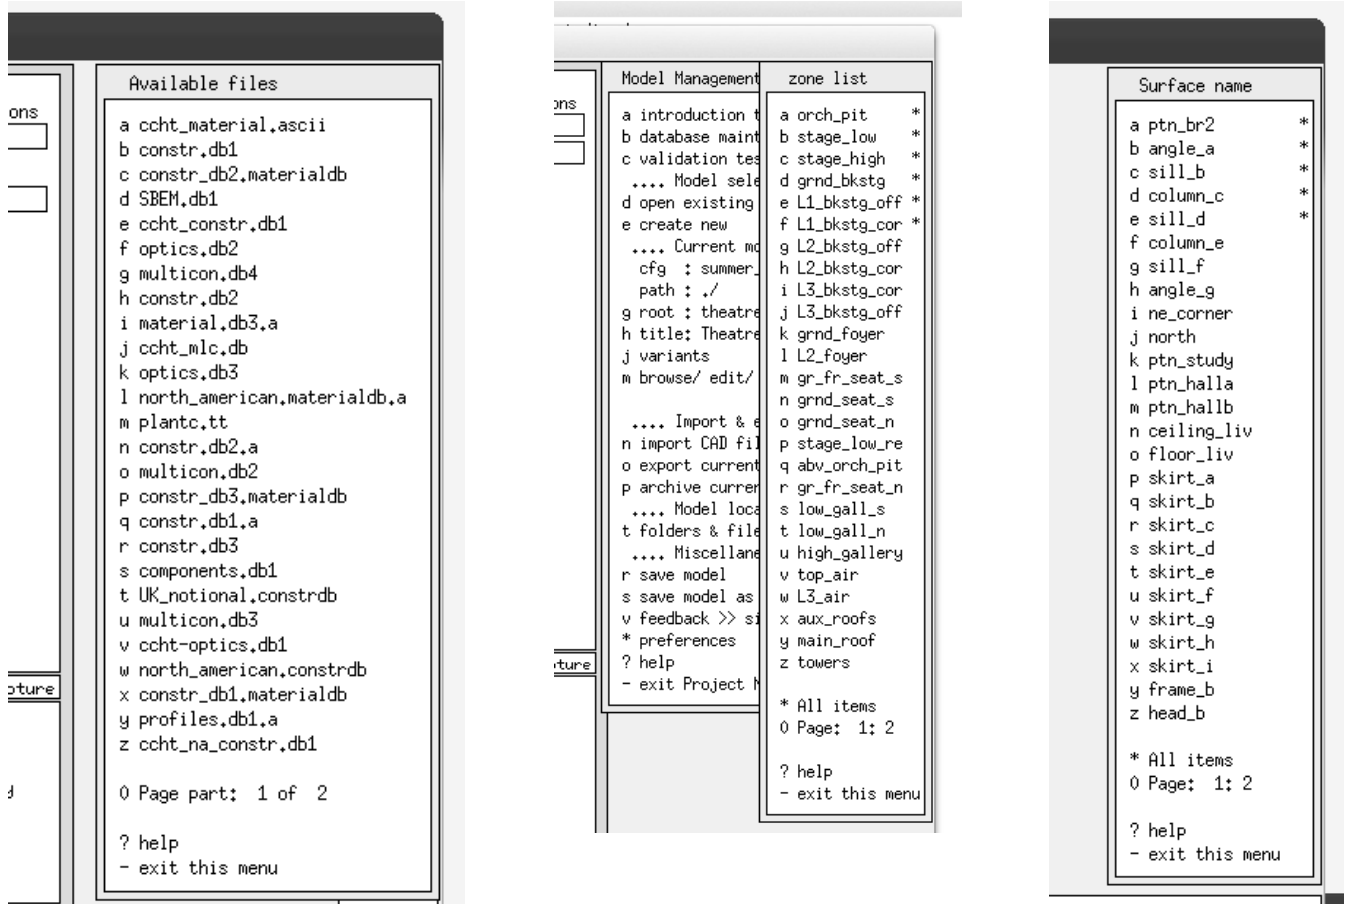 Available files
ons
a ccht_material.ascii
b constr.db1
c constr_db2.materialdb
d SBEM.db1
e ccht_constr.db1
f optics.db2
g multicon.db4
h constr.db2
i material.db3.a
j ccht_mlc.db
k optics.db3
l north_american.materialdb.a
m plantc.tt
n constr.db2.a
o multicon.db2
p constr_db3.materialdb
q constr.db1.a
r constr.db3
s components.db1
t UK_notional.constrdb
u multicon.db3
v ccht-optics.db1
w north_american.constrdb
x constr_db1.materialdb
y profiles.db1.a
z ccht_na_constr.db1
0 Page part: 1 of 2
? help
- exit this menu
pture
Model Management
ons
a introduction t
b database maint
c validation tes
.... Model sele
d open existing
e create new
.... Current mo
cfg : summer_
path : ./
g root : theatre
h title: Theatre
j variants
m browse/ edit/
.... Import & e
n import CAD fil
o export current
p archive curren
.... Model loca
t folders & file
.... Miscellane
r save model
s save model as
v feedback >> si
* preferences
? help
- exit Project M
pture
zone list
a orch_pit *
b stage_low *
c stage_high *
d grnd_bkstg *
e L1_bkstg_off *
f L1_bkstg_cor *
g L2_bkstg_off
h L2_bkstg_cor
i L3_bkstg_cor
j L3_bkstg_off
k grnd_foyer
l L2_foyer
m gr_fr_seat_s
n grnd_seat_s
o grnd_seat_n
p stage_low_re
q abv_orch_pit
r gr_fr_seat_n
s low_gall_s
t low_gall_n
u high_gallery
v top_air
w L3_air
x aux_roofs
y main_roof
z towers
* All items
0 Page: 1: 2
? help
- exit this menu
Surface name
a ptn_br2 *
b angle_a *
c sill_b *
d column_c *
e sill_d *
f column_e
g sill_f
h angle_g
i ne_corner
j north
k ptn_study
l ptn_halla
m ptn_hallb
n ceiling_liv
o floor_liv
p skirt_a
q skirt_b
r skirt_c
s skirt_d
t skirt_e
u skirt_f
v skirt_g
w skirt_h
x skirt_i
y frame_b
z head_b
* All items
0 Page: 1: 2
? help
- exit this menu